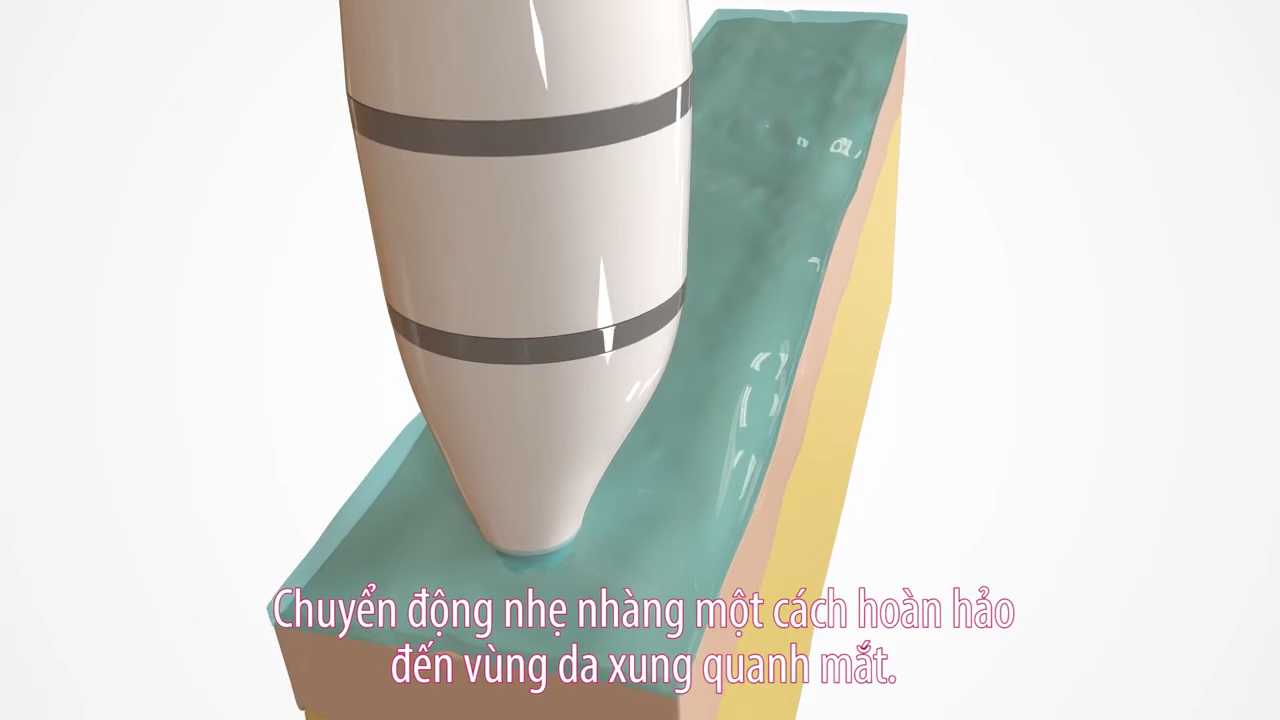 Chuyển động nhẹ nhàng một cách hoàn hảo
đến vùng da xung quanh mắt.